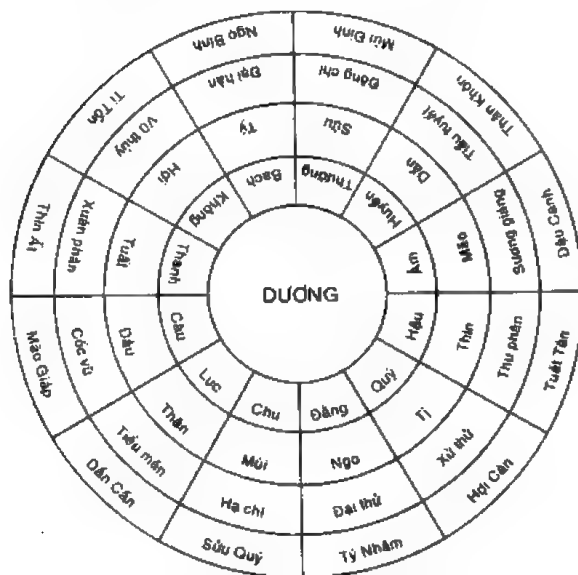 Ngọ Bính
Mùi Đinh
Thân Khôn
Dậu Canh
Tuất Tân
Hợi Càn
Tý Nhâm
Sửu Quý
Dần Cấn
Mão Giáp
Thìn Ất
Tị Tốn
Đại hàn
Đông chí
Tiểu tuyết
Sương giáng
Thu phân
Xử thử
Đại thử
Hạ chí
Tiểu mãn
Cốc vũ
Xuân phân
Vũ thủy
Tý
Sửu
Dần
Mão
Thìn
Tị
Ngọ
Mùi
Thân
Dậu
Tuất
Hợi
Bạch
Thường
Huyền
Âm
Hậu
Quý
Đằng
Chu
Lục
Câu
Thanh
Không
DƯƠNG